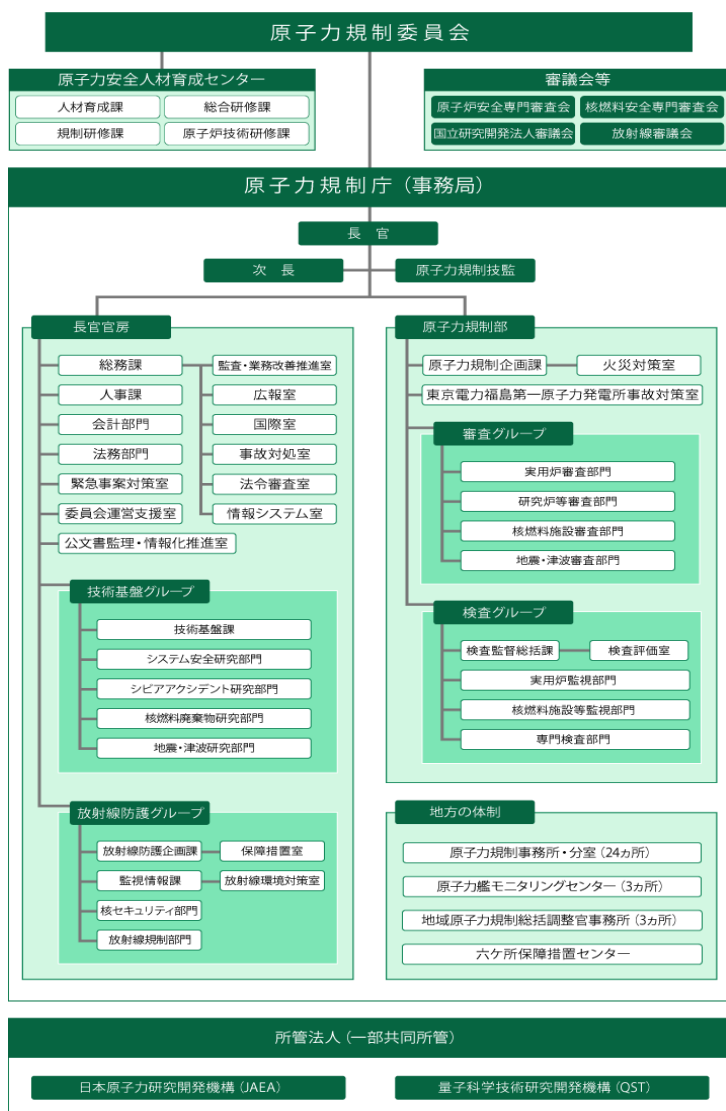 原子力規制委員会
原子力安全人材育成センター
人材育成課
総合研修課
規制研修課
原子炉技術研修課
審議会等
原子炉安全専門審査会
核燃料安全専門審査会
国立研究開発法人審議会
放射線審議会
原子力規制庁（事務局）
長官
次長
原子力規制技監
長官官房
総務課
監査・業務改善推進室
人事課
広報室
会計部門
国際室
法務部門
事故対処室
緊急事案対策室
法令審査室
委員会運営支援室
情報システム室
公文書監理・情報化推進室
技術基盤グループ
技術基盤課
システム安全研究部門
シビアアクシデント研究部門
核燃料廃棄物研究部門
地震・津波研究部門
放射線防護グループ
放射線防護企画課
保障措置室
監視情報課
放射線環境対策室
核セキュリティ部門
放射線規制部門
原子力規制部
原子力規制企画課
火災対策室
東京電力福島第一原子力発電所事故対策室
審査グループ
実用炉審査部門
研究炉等審査部門
核燃料施設審査部門
地震・津波審査部門
検査グループ
検査監督総括課
検査評価室
実用炉監視部門
核燃料施設等監視部門
専門検査部門
地方の体制
原子力規制事務所・分室（24ヵ所）
原子力艦モニタリングセンター（3ヵ所）
地域原子力規制総括調整官事務所（3ヵ所）
六ケ所保障措置センター
所管法人（一部共同所管）
日本原子力研究開発機構（JAEA）
量子科学技術研究開発機構（QST）